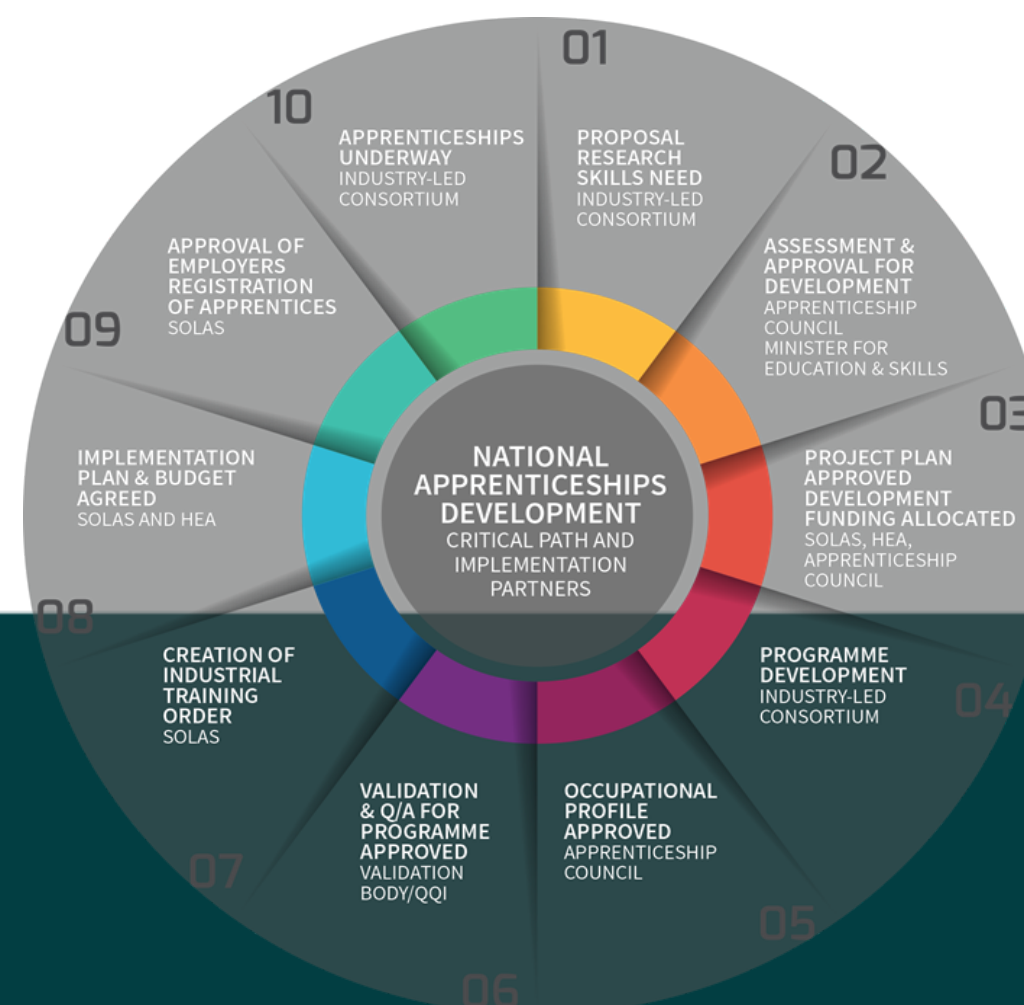 NATIONAL
APPRENTICESHIPS
DEVELOPMENT
CRITICAL PATH AND
IMPLEMENTATION
PARTNERS
01
PROPOSAL
RESEARCH
SKILLS NEED
INDUSTRY-LED
CONSORTIUM
02
ASSESSMENT &
APPROVAL FOR
DEVELOPMENT
APPRENTICESHIP
COUNCIL
MINISTER FOR
EDUCATION & SKILLS
03
PROJECT PLAN
APPROVED
DEVELOPMENT
FUNDING ALLOCATED
SOLAS, HEA,
APPRENTICESHIP
COUNCIL
04
PROGRAMME
DEVELOPMENT
INDUSTRY-LED
CONSORTIUM
05
OCCUPATIONAL
PROFILE
APPROVED
APPRENTICESHIP
COUNCIL
06
VALIDATION
& Q/A FOR
PROGRAMME
APPROVED
VALIDATION
BODY/QQI
07
CREATION OF
INDUSTRIAL
TRAINING
ORDER
SOLAS
08
IMPLEMENTATION
PLAN & BUDGET
AGREED
SOLAS AND HEA
09
APPROVAL OF
EMPLOYERS
REGISTRATION
OF APPRENTICES
SOLAS
10
APPRENTICESHIPS
UNDERWAY
INDUSTRY-LED
CONSORTIUM